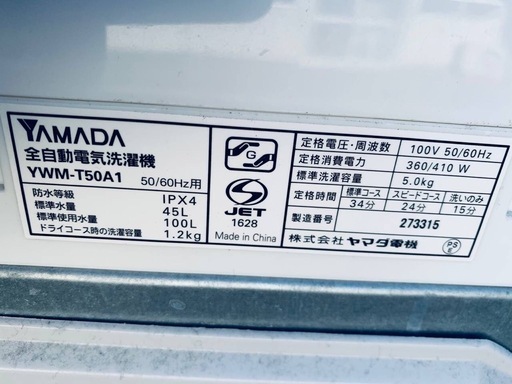 YAMADA
全自動電気洗濯機
YWM-T50A1 50/60Hz用
防水等級 IPX4
標準水量 45L
標準使用水量 100L
ドライコース時の洗濯容量 1.2kg
G
S
JET
1628
Made in China
定格電圧・周波数 100V 50/60Hz
定格消費電力 360/410 W
標準洗濯容量 5.0kg
定格時間 標準コース スピードコース 洗いのみ
34分 24分 15分
製造番号 273315
株式会社 ヤマダ電機
PS
E